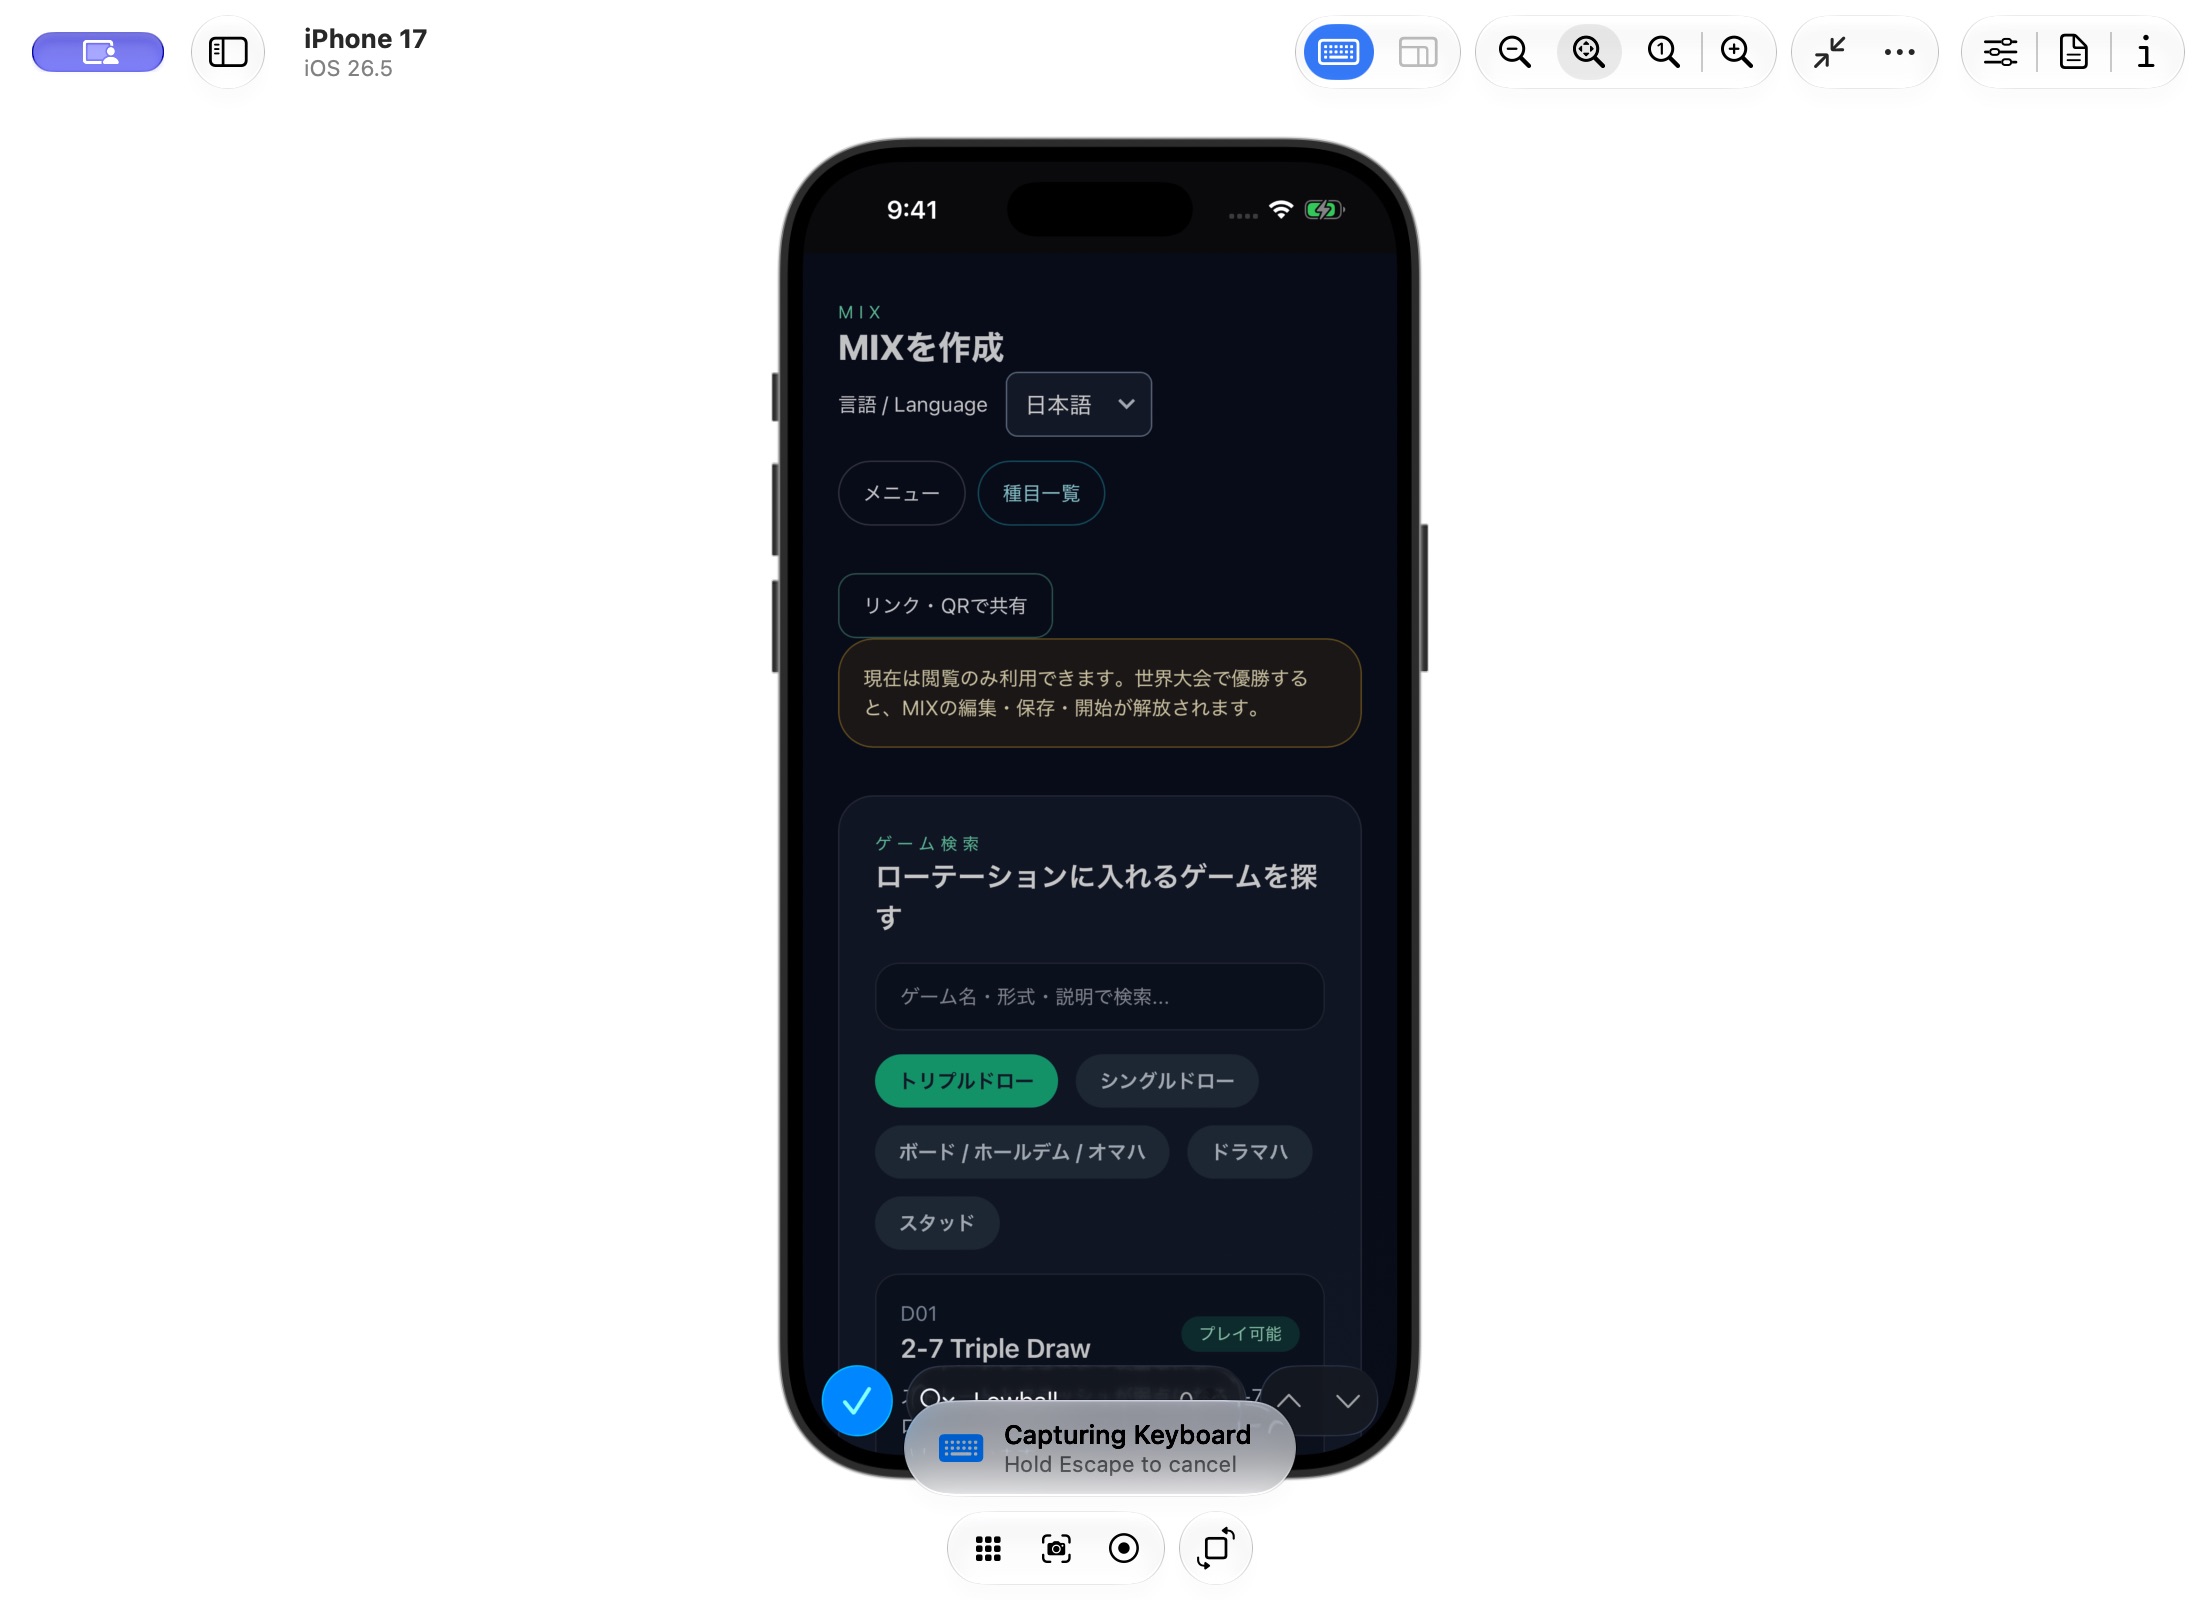 iPhone 17
iOS 26.5
9:41
MIX
MIXを作成
言語 / Language
日本語
メニュー
種目一覧
リンク・QRで共有
現在は閲覧のみ利用できます。世界大会で優勝する
と、MIXの編集・保存・開始が解放されます。
ゲーム検索
ローテーションに入れるゲームを探
す
ゲーム名・形式・説明で検索...
トリプルドロー
シングルドロー
ボード / ホールデム / オマハ
ドラマハ
スタッド
D01
2-7 Triple Draw
プレイ可能
Lowball
Capturing Keyboard
Hold Escape to cancel